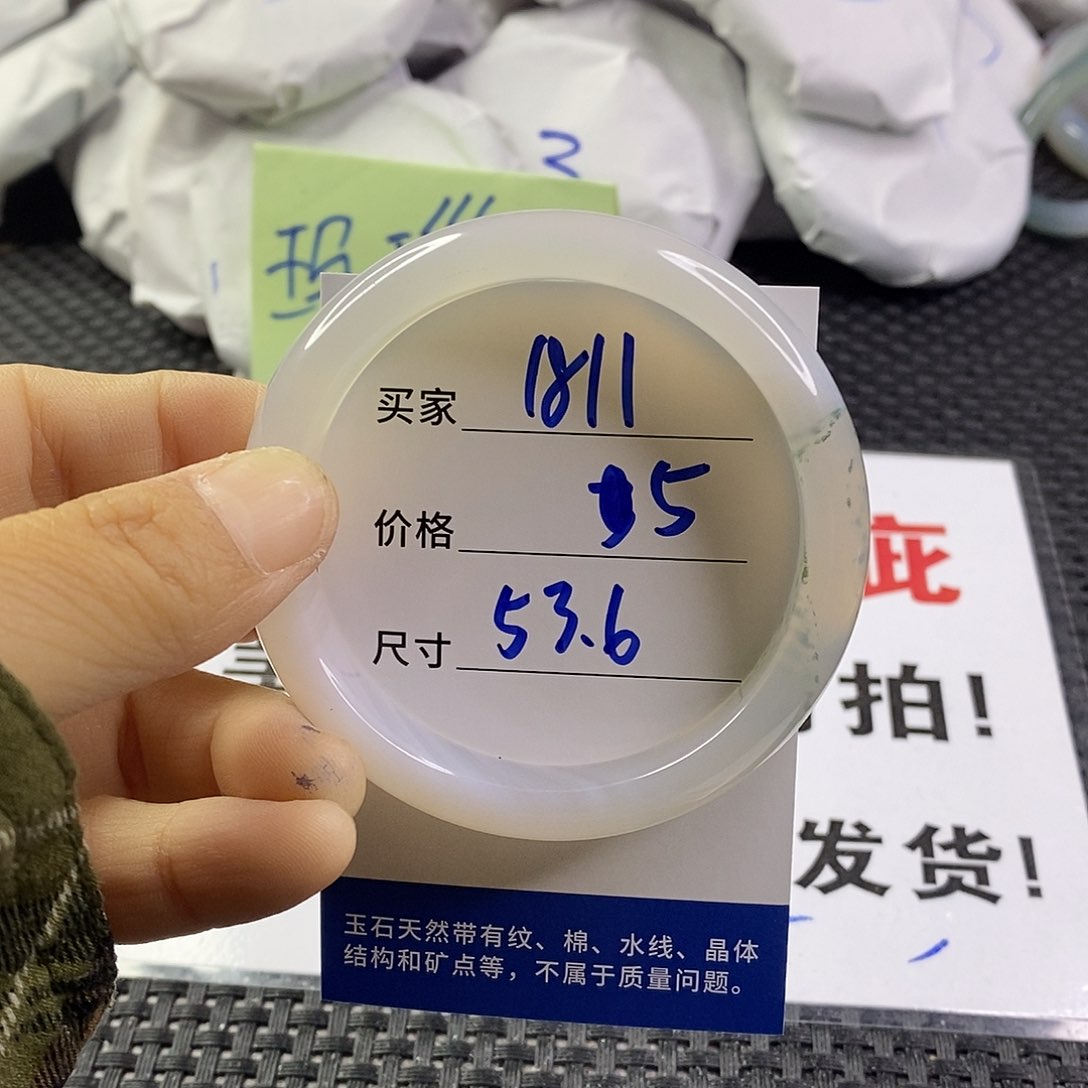 3
买家 1811
价格 95
尺寸 53.6
疵
拍!
发货!
玉石天然带有纹、棉、水线、晶体
结构和矿点等，不属于质量问题。